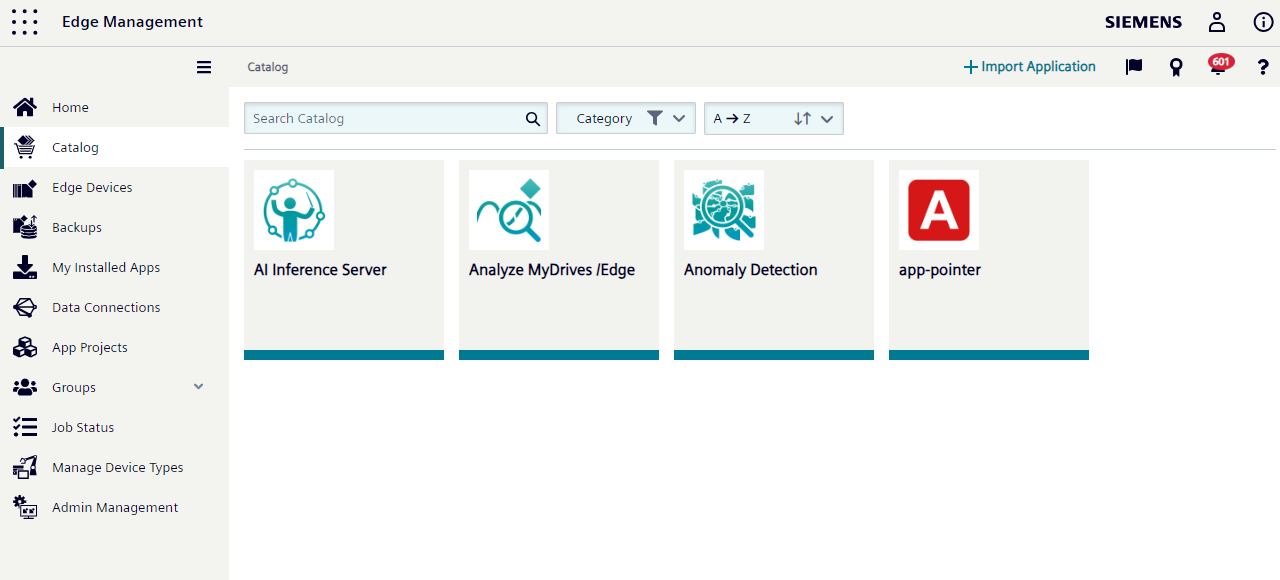 Edge Management
SIEMENS
Catalog
Import Application
601
?
Home
Catalog
Edge Devices
Backups
My Installed Apps
Data Connections
App Projects
Groups
Job Status
Manage Device Types
Admin Management
Search Catalog
Category
A → Z
AI Inference Server
Analyze MyDrives /Edge
Anomaly Detection
A
app-pointer